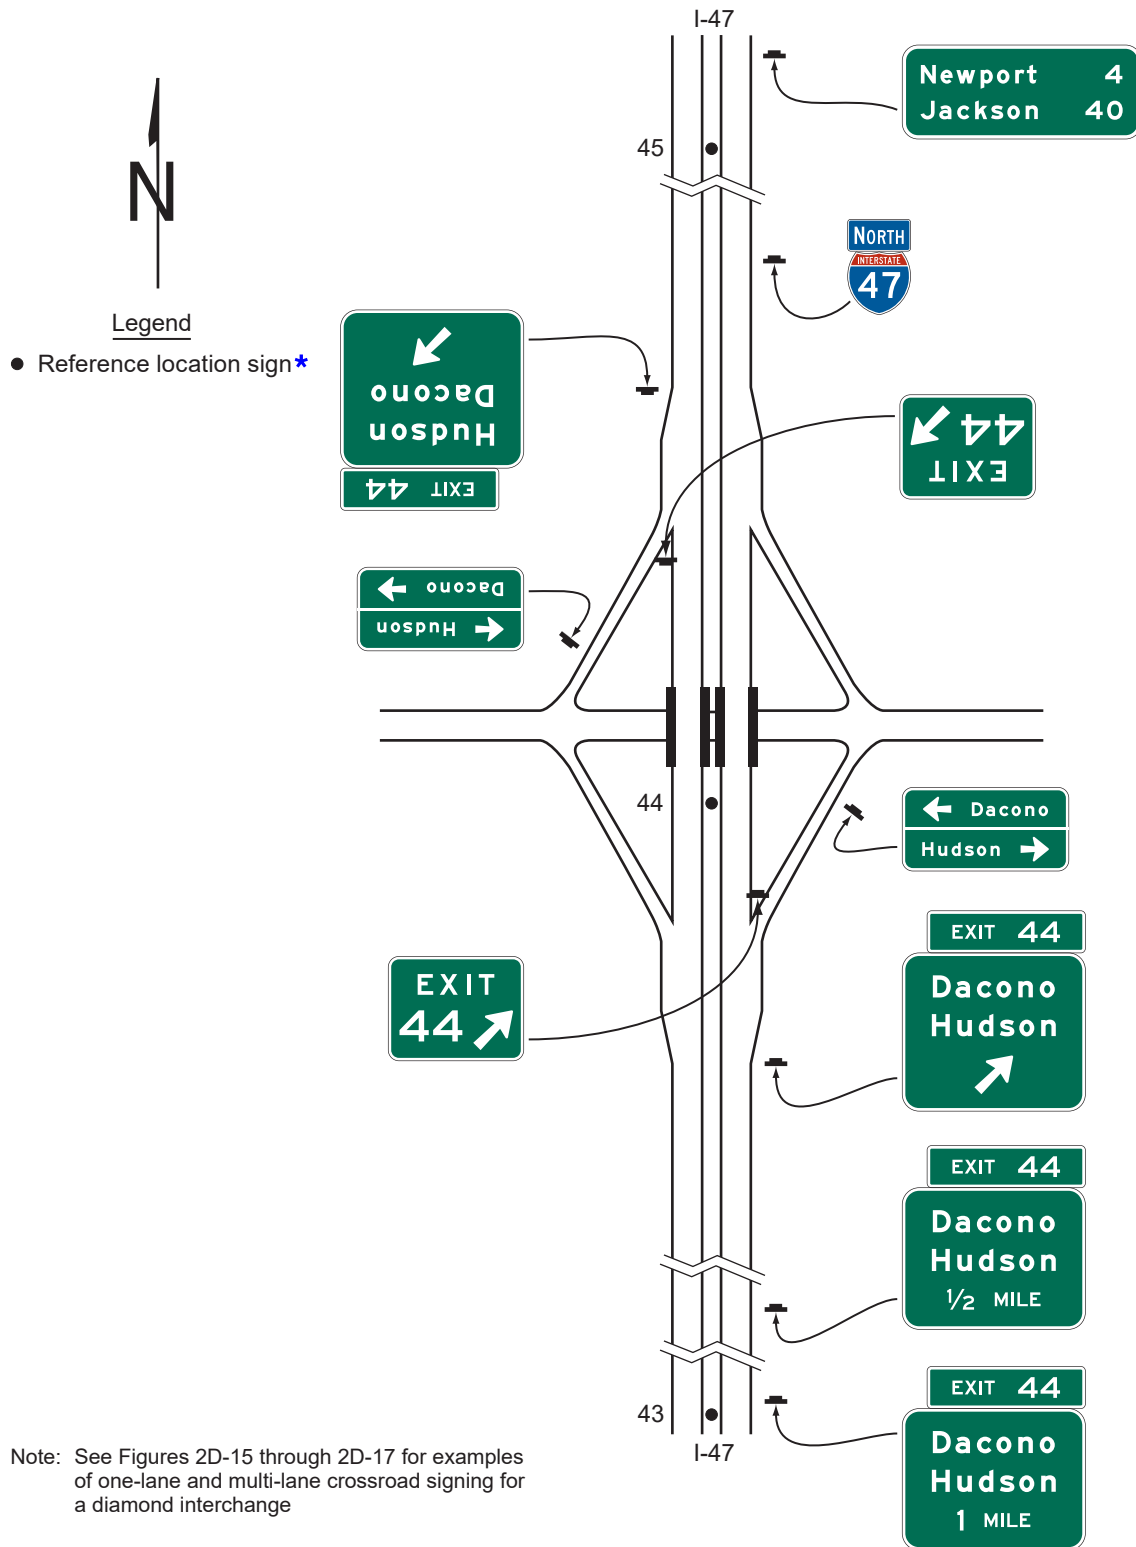 I-47
Newport 4
Jackson 40
45
N
NORTH
INTERSTATE
47
Legend
● Reference location sign*
Dacono
Hudson
EXIT 44
EXIT
44
Dacono
Hudson
44
Dacono
Hudson
EXIT 44
Dacono
Hudson
EXIT
44
EXIT 44
Dacono
Hudson
1/2 MILE
EXIT 44
Dacono
Hudson
1 MILE
43
I-47
Note: See Figures 2D-15 through 2D-17 for examples
of one-lane and multi-lane crossroad signing for
a diamond interchange